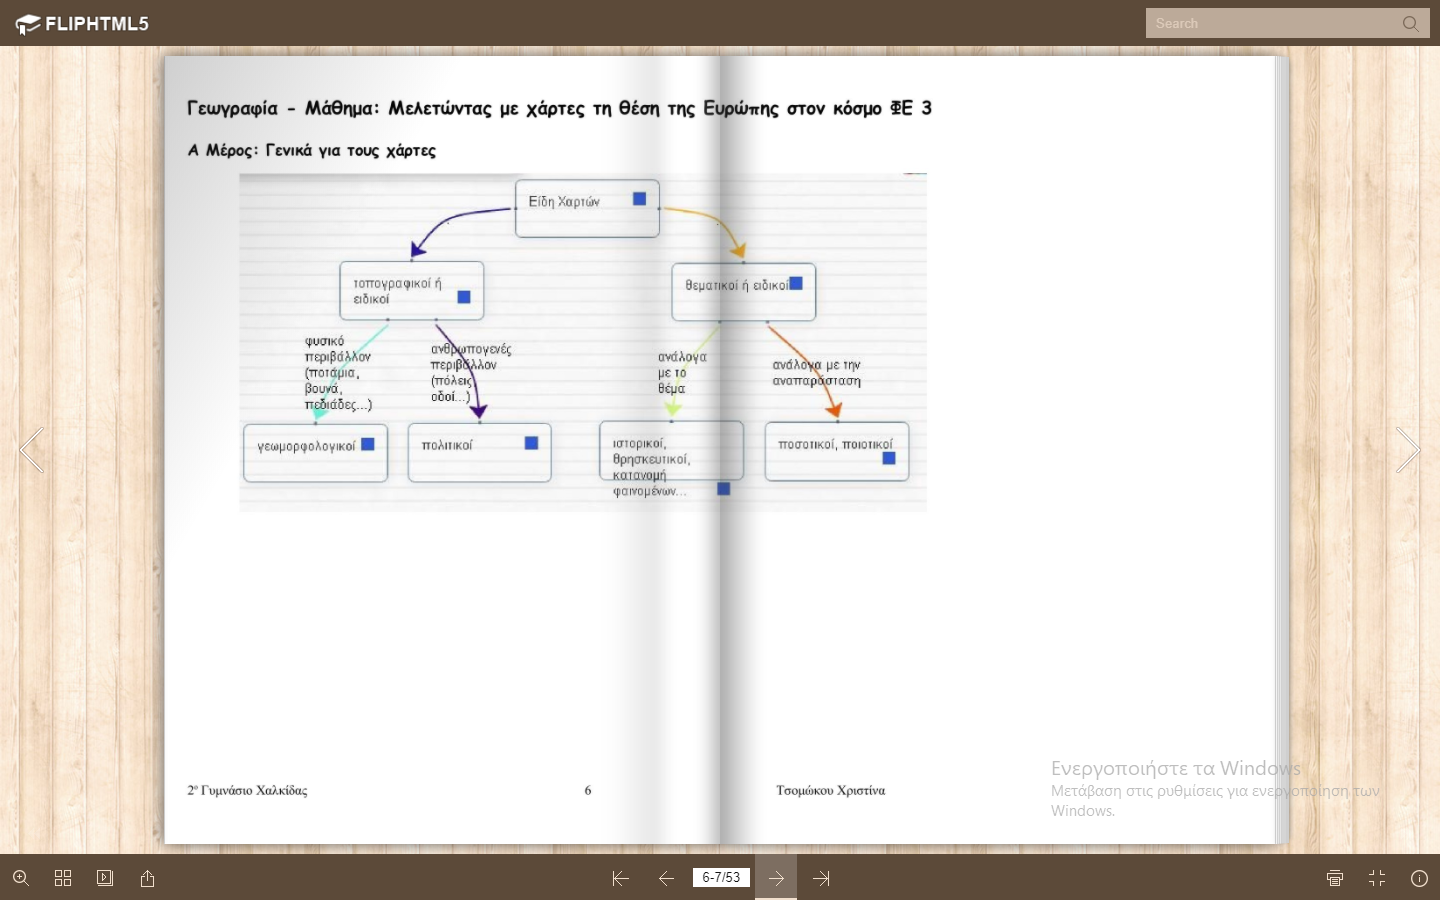 FLIPHTML5
Search
Γεωγραφία - Μάθημα: Μελετώντας με χάρτες τη θέση της Ευρώπης στον κόσμο ΦΕ 3
Α Μέρος: Γενικά για τους χάρτες
Είδη Χαρτών
τοπογραφικοί ή
ειδικοί
θεματικοί ή ειδικοί
φυσικό
περιβάλλον
(ποτάμια,
βουνά,
πεδιάδες...)
ανθρωπογενές
περιβάλλον
(πόλεις,
οδοί...)
ανάλογα
με το
θέμα
ανάλογα με την
αναπαράσταση
γεωμορφολογικοί
πολιτικοί
ιστορικοί,
θρησκευτικοί,
κατανομή
φαινομένων...
ποσοτικοί, ποιοτικοί
2ο Γυμνάσιο Χαλκίδας
6
Τσομώκου Χριστίνα
Ενεργοποιήστε τα Windows
Μετάβαση στις ρυθμίσεις για ενεργοποίηση των
Windows.
6-7/53